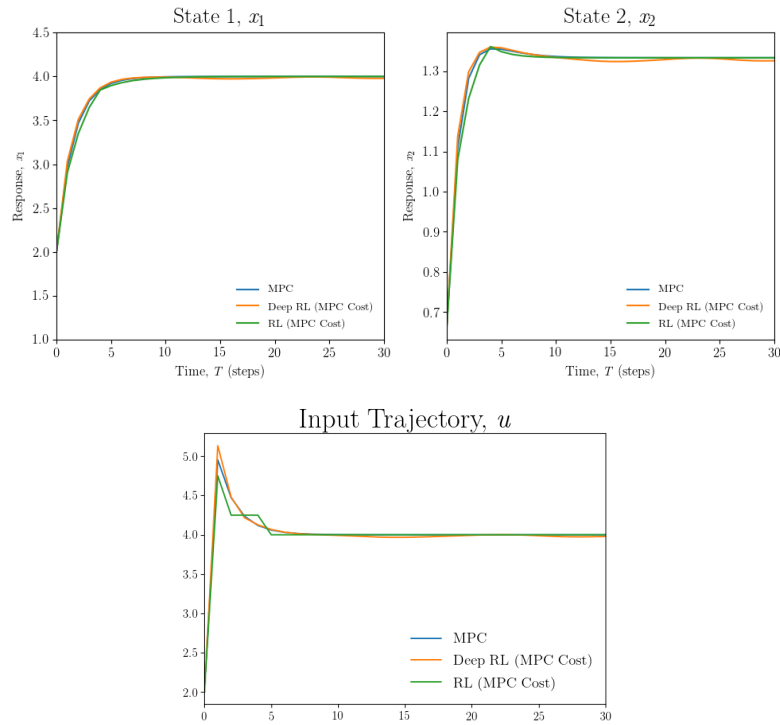 State 1, x₁
4.5
4.0
3.5
3.0
2.5
2.0
1.5
1.0
Response, x₁
MPC
Deep RL (MPC Cost)
RL (MPC Cost)
0 5 10 15 20 25 30
Time, T (steps)
State 2, x₂
1.3
1.2
1.1
1.0
0.9
0.8
0.7
Response, x₂
MPC
Deep RL (MPC Cost)
RL (MPC Cost)
0 5 10 15 20 25 30
Time, T (steps)
Input Trajectory, u
5.0
4.5
4.0
3.5
3.0
2.5
2.0
MPC
Deep RL (MPC Cost)
RL (MPC Cost)
0 5 10 15 20 25 30